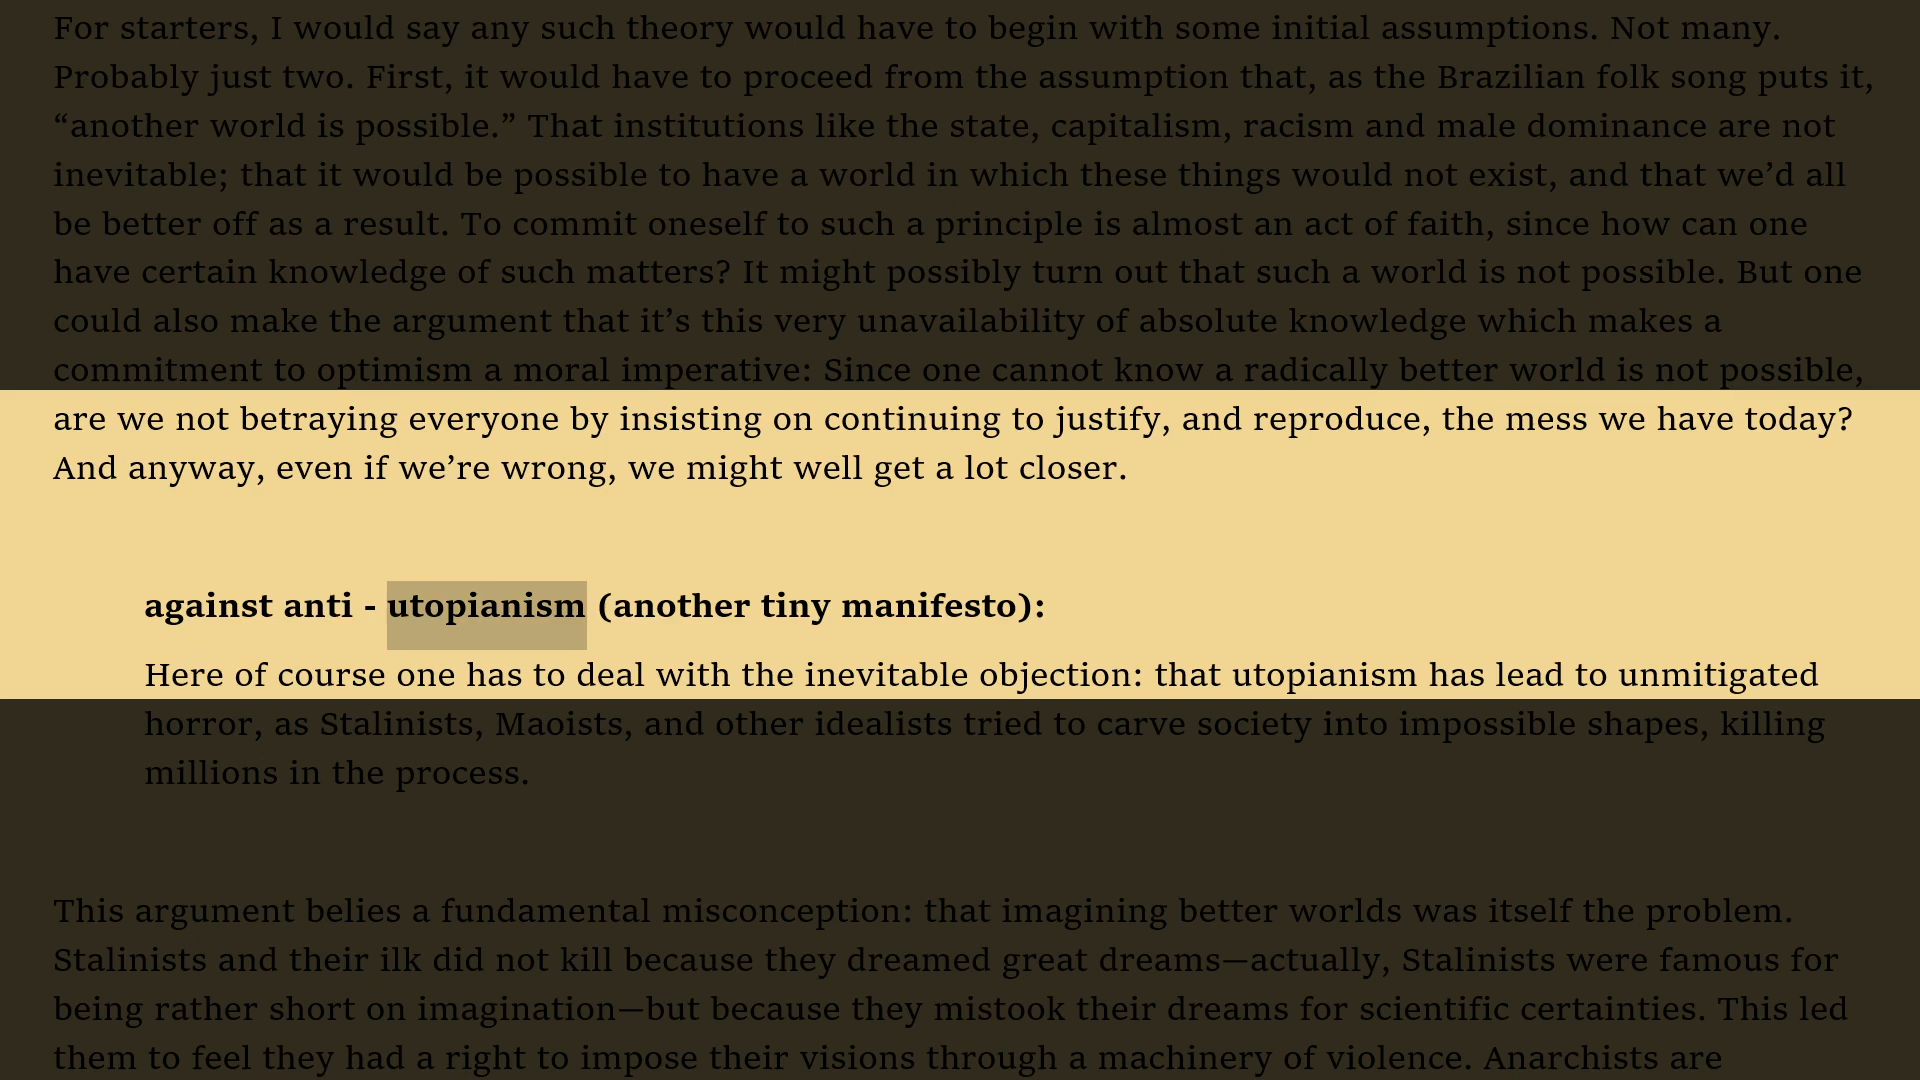 For starters, I would say any such theory would have to begin with some initial assumptions. Not many.
Probably just two. First, it would have to proceed from the assumption that, as the Brazilian folk song puts it,
“another world is possible.” That institutions like the state, capitalism, racism and male dominance are not
inevitable; that it would be possible to have a world in which these things would not exist, and that we’d all
be better off as a result. To commit oneself to such a principle is almost an act of faith, since how can one
have certain knowledge of such matters? It might possibly turn out that such a world is not possible. But one
could also make the argument that it’s this very unavailability of absolute knowledge which makes a
commitment to optimism a moral imperative: Since one cannot know a radically better world is not possible,
are we not betraying everyone by insisting on continuing to justify, and reproduce, the mess we have today?
And anyway, even if we’re wrong, we might well get a lot closer.
against anti - utopianism (another tiny manifesto):
Here of course one has to deal with the inevitable objection: that utopianism has lead to unmitigated
horror, as Stalinists, Maoists, and other idealists tried to carve society into impossible shapes, killing
millions in the process.
This argument belies a fundamental misconception: that imagining better worlds was itself the problem.
Stalinists and their ilk did not kill because they dreamed great dreams—actually, Stalinists were famous for
being rather short on imagination—but because they mistook their dreams for scientific certainties. This led
them to feel they had a right to impose their visions through a machinery of violence. Anarchists are